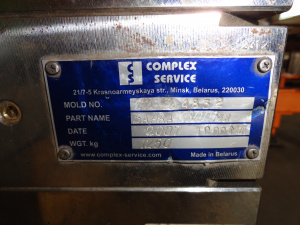 COMPLEX
SERVICE
21/7-5 Krasnoarmeyskaya str., Minsk, Belarus, 220030
MOLD NO.
PART NAME
DATE
WGT. kg
www.complex-service.com Made in Belarus